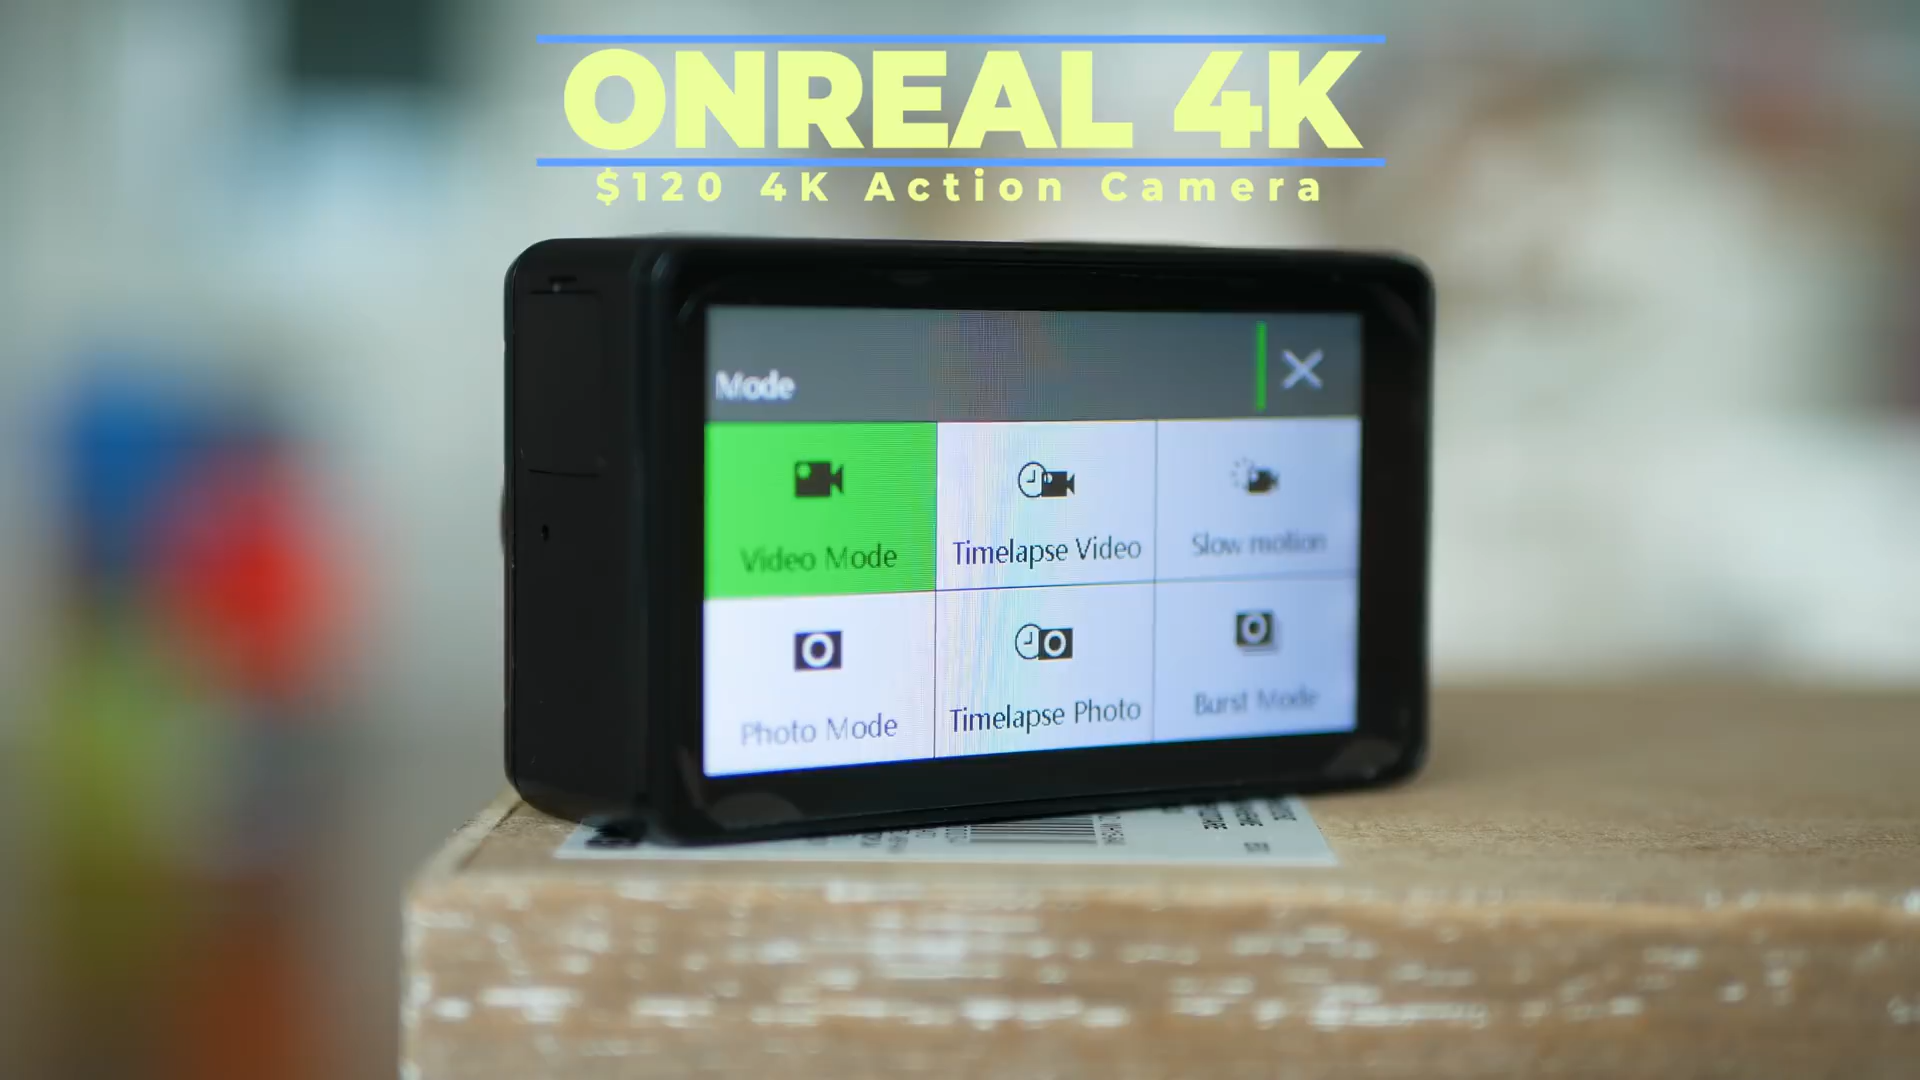 ONREAL 4K
$120 4K Action Camera
Mode
Video Mode
Timelapse Video
Slow motion
Photo Mode
Timelapse Photo
Burst Mode